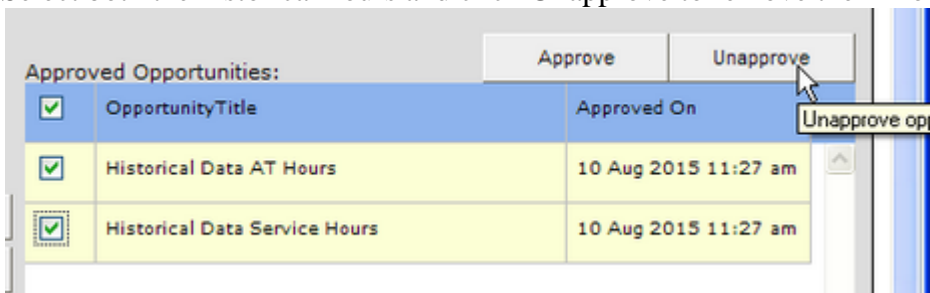 Approve Unapprove
Approved Opportunities:
OpportunityTitle Approved On
Unapprove opp
Historical Data AT Hours 10 Aug 2015 11:27 am
Historical Data Service Hours 10 Aug 2015 11:27 am